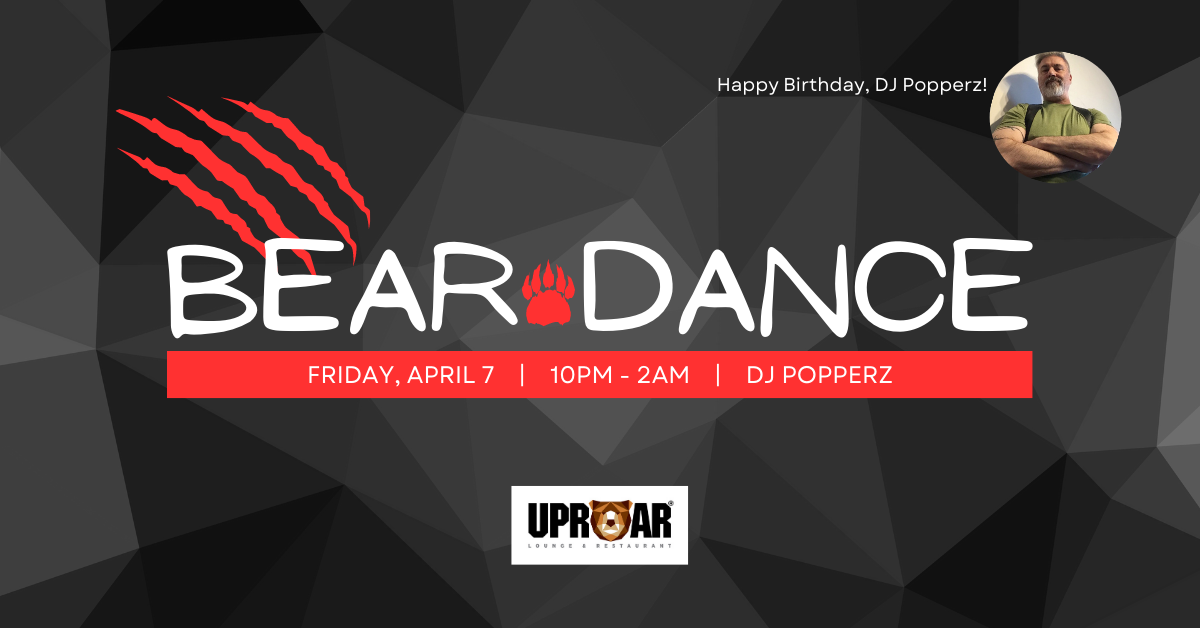 Happy Birthday, DJ Popperz!
BEAR DANCE
FRIDAY, APRIL 7 | 10PM - 2AM | DJ POPPERZ
UPROAR®
LOUNGE & RESTAURANT